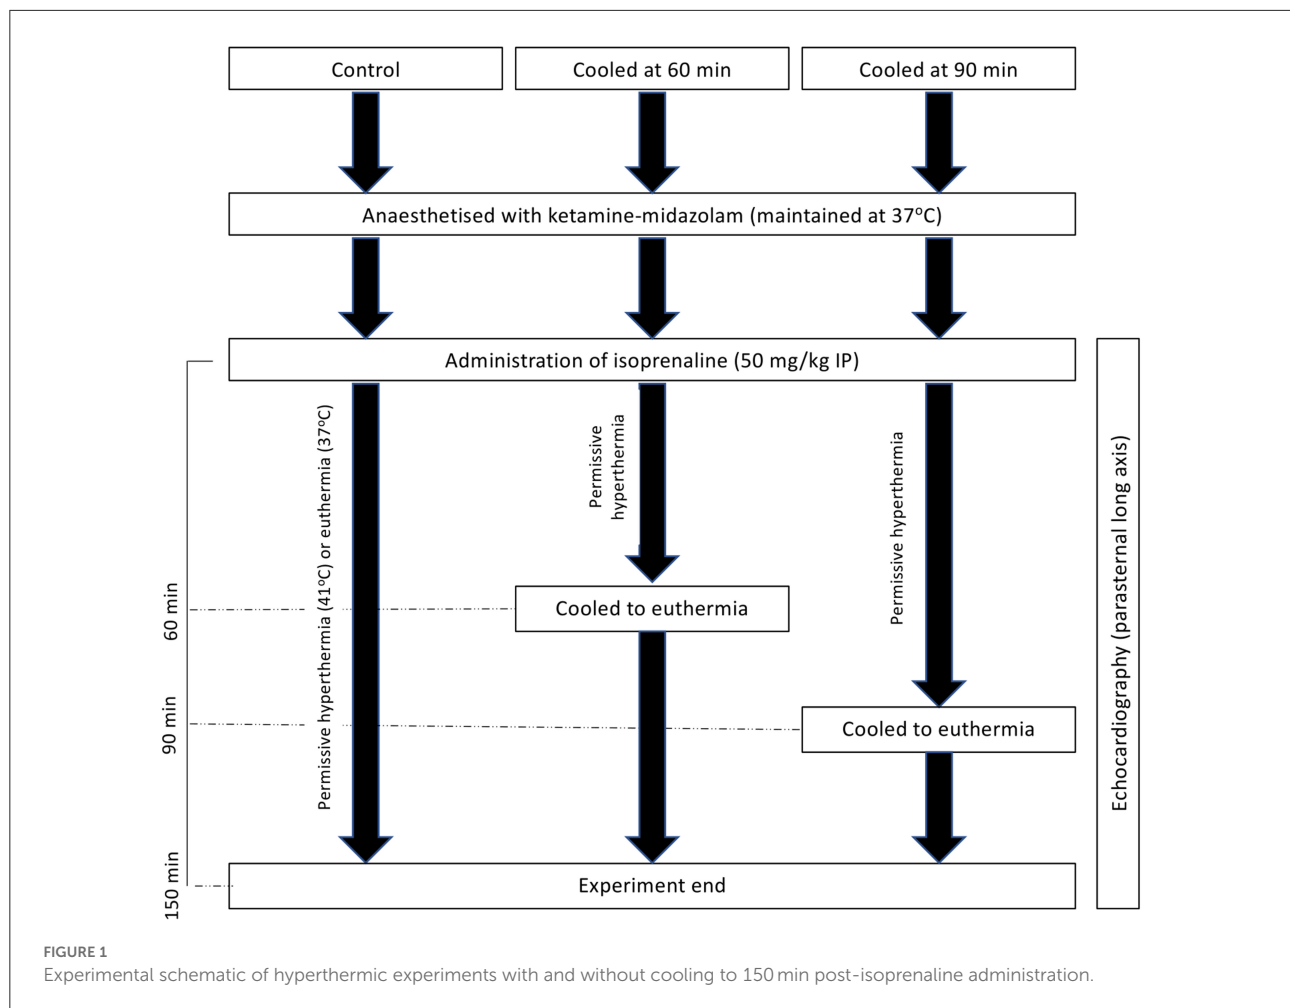 Control
Cooled at 60 min
Cooled at 90 min
Anaesthetised with ketamine-midazolam (maintained at 37°C)
Administration of isoprenaline (50 mg/kg IP)
Permissive hyperthermia (41°C) or euthermia (37°C)
Permissive
hyperthermia
Permissive hyperthermia
Echocardiography (parasternal long axis)
60 min
Cooled to euthermia
90 min
Cooled to euthermia
150 min
Experiment end
FIGURE 1
Experimental schematic of hyperthermic experiments with and without cooling to 150 min post-isoprenaline administration.